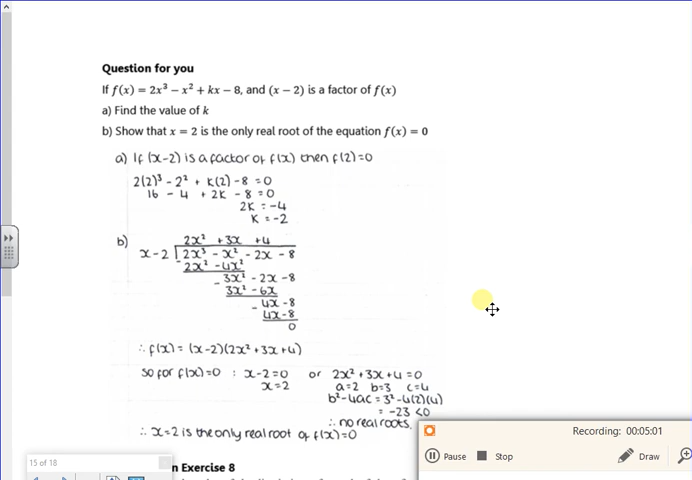 Question for you
If f(x) = 2x³ − x² + kx − 8, and (x − 2) is a factor of f(x)
a) Find the value of k
b) Show that x = 2 is the only real root of the equation f(x) = 0
a) If (x-2) is a factor of f(x) then f(2)=0
2(2)³ - 2² + k(2) - 8 = 0
16 - 4 + 2k - 8 = 0
2k = -4
k = -2
b) 2x² + 3x + 4
x - 2 2x³ - x² - 2x - 8
- 2x² - 4x²
- 3x² - 2x - 8
3x² - 6x
- 4x - 8
4x - 8
0
∴ f(x) = (x-2)(2x² + 3x + 4)
so for f(x) = 0 : x - 2 = 0 or 2x² + 3x + 4 = 0
x = 2 a = 2 b = 3 c = 4
b² - 4ac = 3² - 4(2)(4)
= -23 < 0
∴ no real roots.
∴ x = 2 is the only real root of f(x) = 0
Recording: 00:05:01
Pause Stop Draw
15 of 18
n Exercise 8